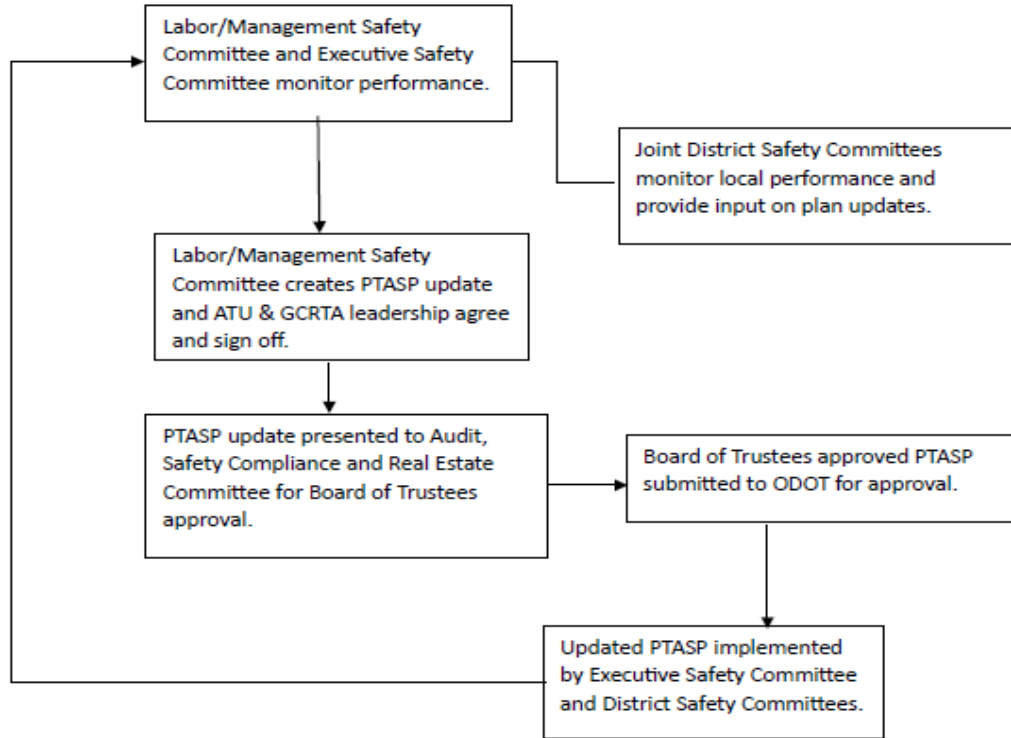 Labor/Management Safety
Committee and Executive Safety
Committee monitor performance.
Joint District Safety Committees
monitor local performance and
provide input on plan updates.
Labor/Management Safety
Committee creates PTASP update
and ATU & GCRTA leadership agree
and sign off.
PTASP update presented to Audit,
Safety Compliance and Real Estate
Committee for Board of Trustees
approval.
Board of Trustees approved PTASP
submitted to ODOT for approval.
Updated PTASP implemented
by Executive Safety Committee
and District Safety Committees.